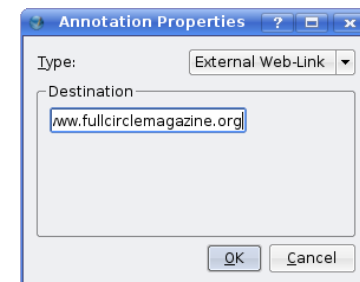 Annotation Properties ?
Type: External Web-Link
Destination
ww.fullcirclemagazine.org
OK Cancel